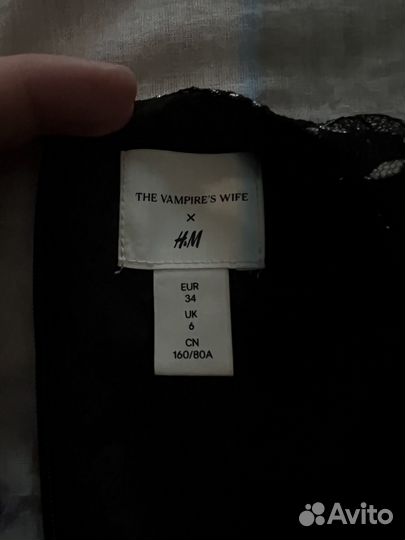 THE VAMPIRE'S WIFE
×
H&M
EUR
34
UK
6
CN
160/80A
Avito